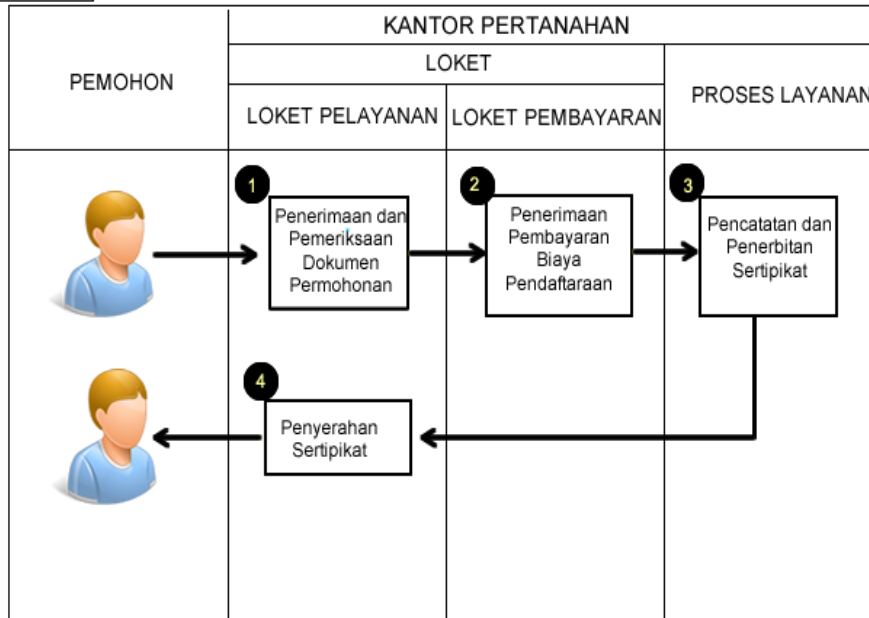 KANTOR PERTANAHAN
PEMOHON
LOKET
PROSES LAYANAN
LOKET PELAYANAN
LOKET PEMBAYARAN
1
Penerimaan dan
Pemeriksaan
Dokumen
Permohonan
2
Penerimaan
Pembayaran
Biaya
Pendaftaraan
3
Pencatatan dan
Penerbitan
Sertipikat
4
Penyerahan
Sertipikat